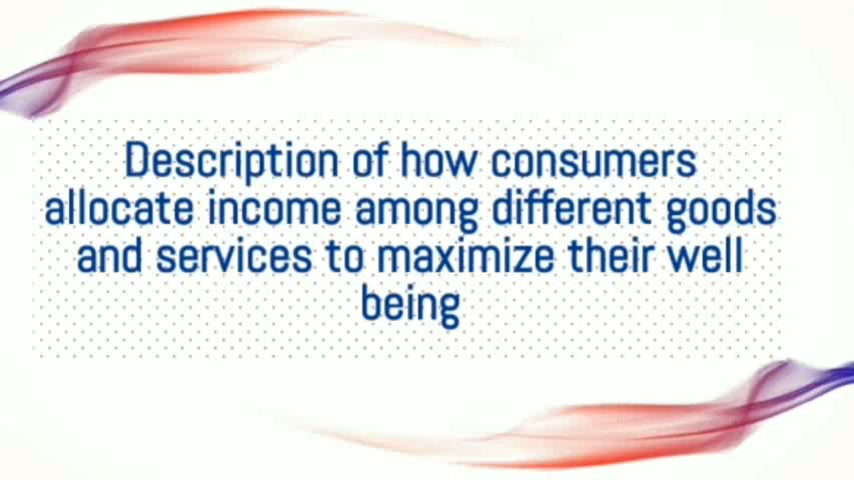 Description of how consumers
allocate income among different goods
and services to maximize their well
being